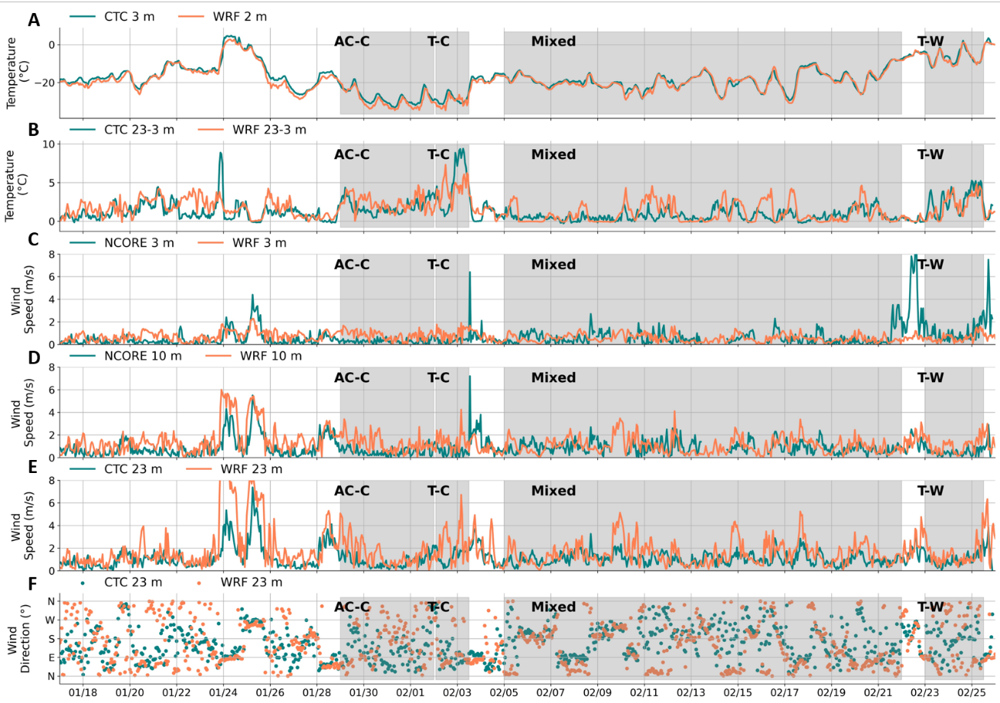 A
CTC 3 m WRF 2 m
AC-C T-C Mixed T-W
Temperature
(°C)
0
−20
B
CTC 23-3 m WRF 23-3 m
AC-C T-C Mixed T-W
Temperature
(°C)
10
5
0
C
NCORE 3 m WRF 3 m
AC-C T-C Mixed T-W
Wind
Speed (m/s)
8
6
4
2
0
D
NCORE 10 m WRF 10 m
AC-C T-C Mixed T-W
Wind
Speed (m/s)
8
6
4
2
0
E
CTC 23 m WRF 23 m
AC-C T-C Mixed T-W
Wind
Speed (m/s)
8
6
4
2
0
F
CTC 23 m WRF 23 m
AC-C T-C Mixed T-W
Wind
Direction (°)
N
W
S
E
N
01/18 01/20 01/22 01/24 01/26 01/28 01/30 02/01 02/03 02/05 02/07 02/09 02/11 02/13 02/15 02/17 02/19 02/21 02/23 02/25